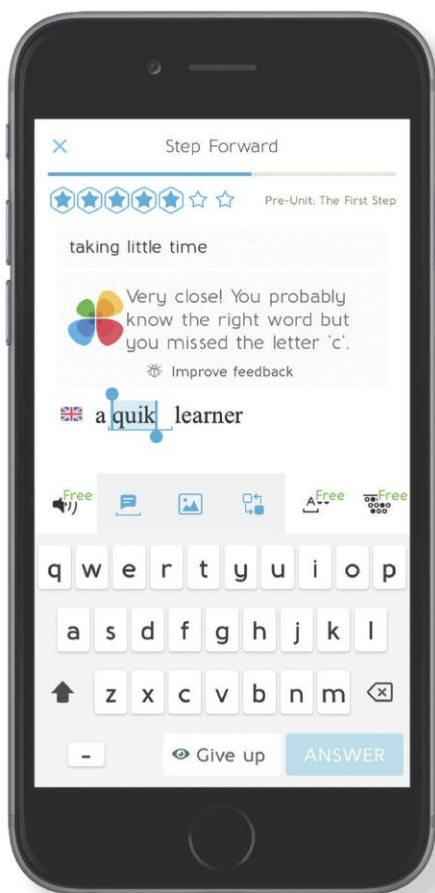 Step Forward
Pre-Unit: The First Step
taking little time
Very close! You probably
know the right word but
you missed the letter 'c'.
Improve feedback
a quik learner
Free Free Free
q w e r t y u i o p
a s d f g h j k l
z x c v b n m
- Give up ANSWER